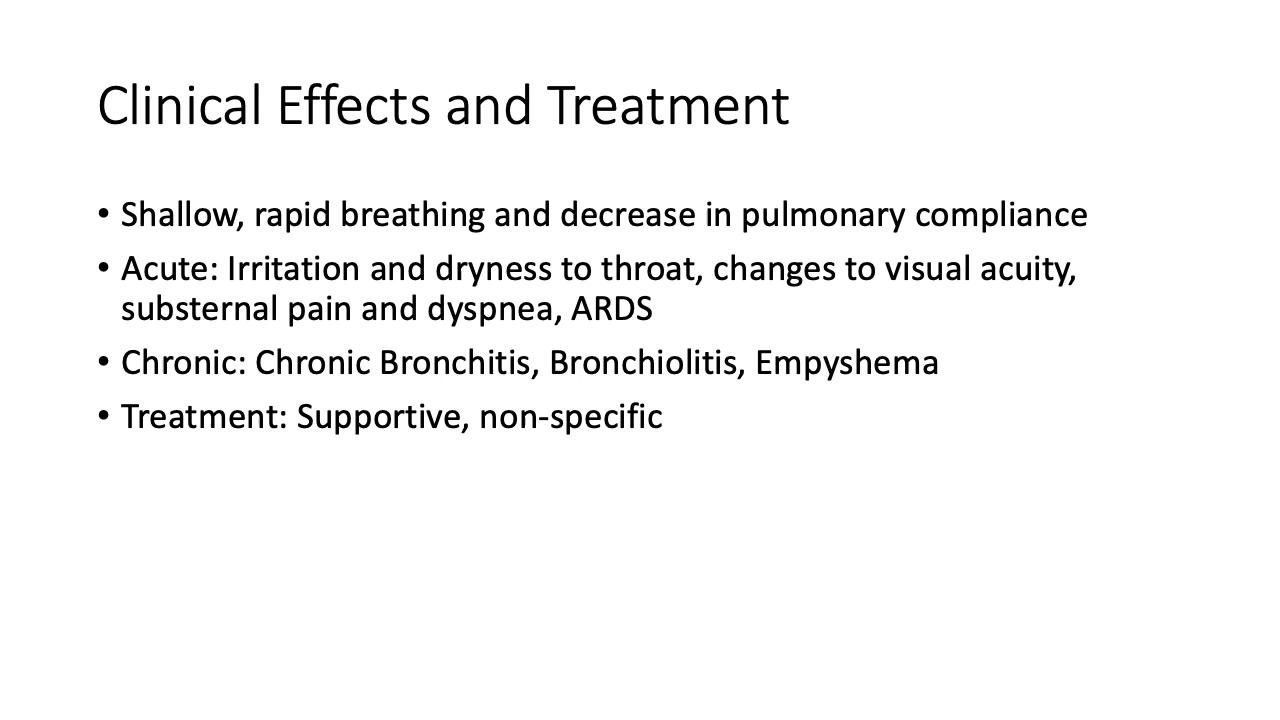 Clinical Effects and Treatment
• Shallow, rapid breathing and decrease in pulmonary compliance
• Acute: Irritation and dryness to throat, changes to visual acuity,
substernal pain and dyspnea, ARDS
• Chronic: Chronic Bronchitis, Bronchiolitis, Empyshema
• Treatment: Supportive, non-specific